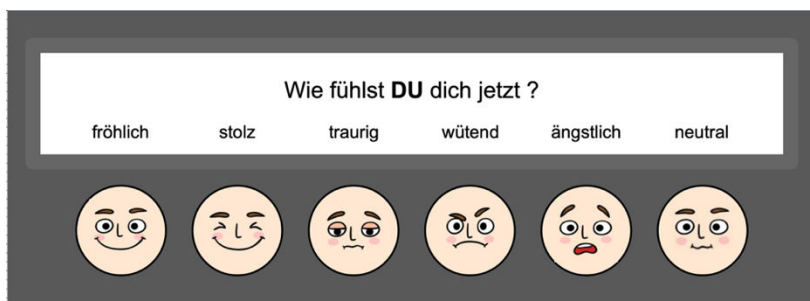 Wie fühlst DU dich jetzt ?
fröhlich stolz traurig wütend ängstlich neutral